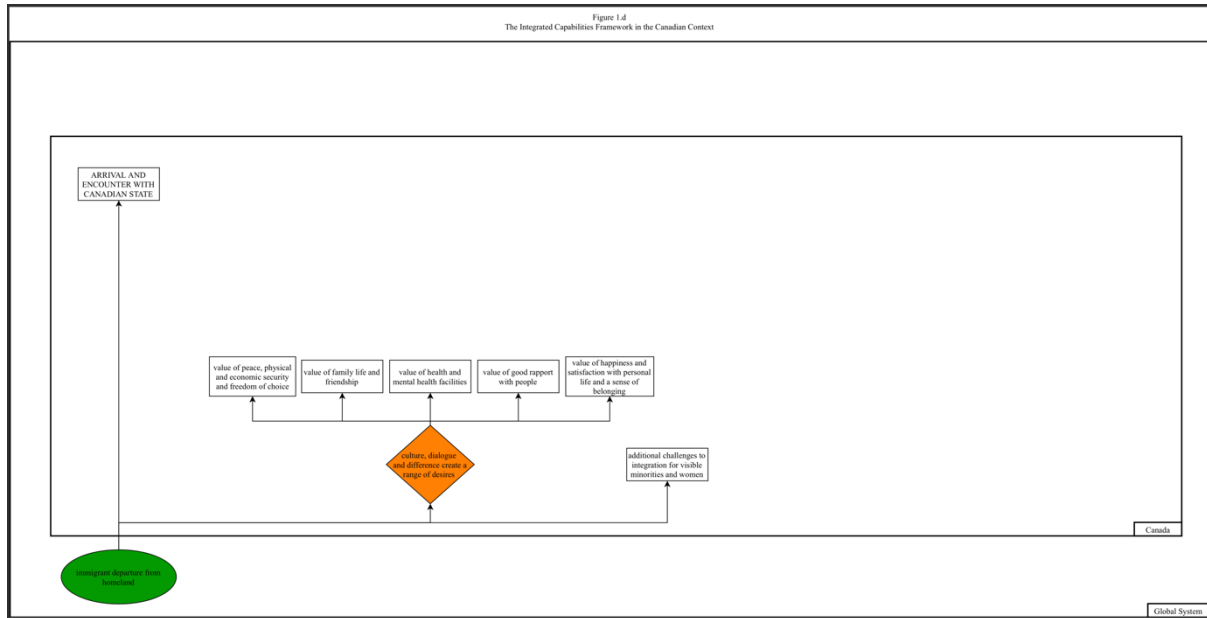 Figure 1.d
The Integrated Capabilities Framework in the Canadian Context
ARRIVAL AND
ENCOUNTER WITH
CANADIAN STATE
value of peace, physical
and economic security
and freedom of choice
value of family life and
friendship
value of health and
mental health facilities
value of good rapport
with people
value of happiness and
satisfaction with personal
life and a sense of
belonging
culture, dialogue
and difference create a
range of desires
additional challenges to
integration for visible
minorities and women
Canada
immigrant departure from
homeland
Global System